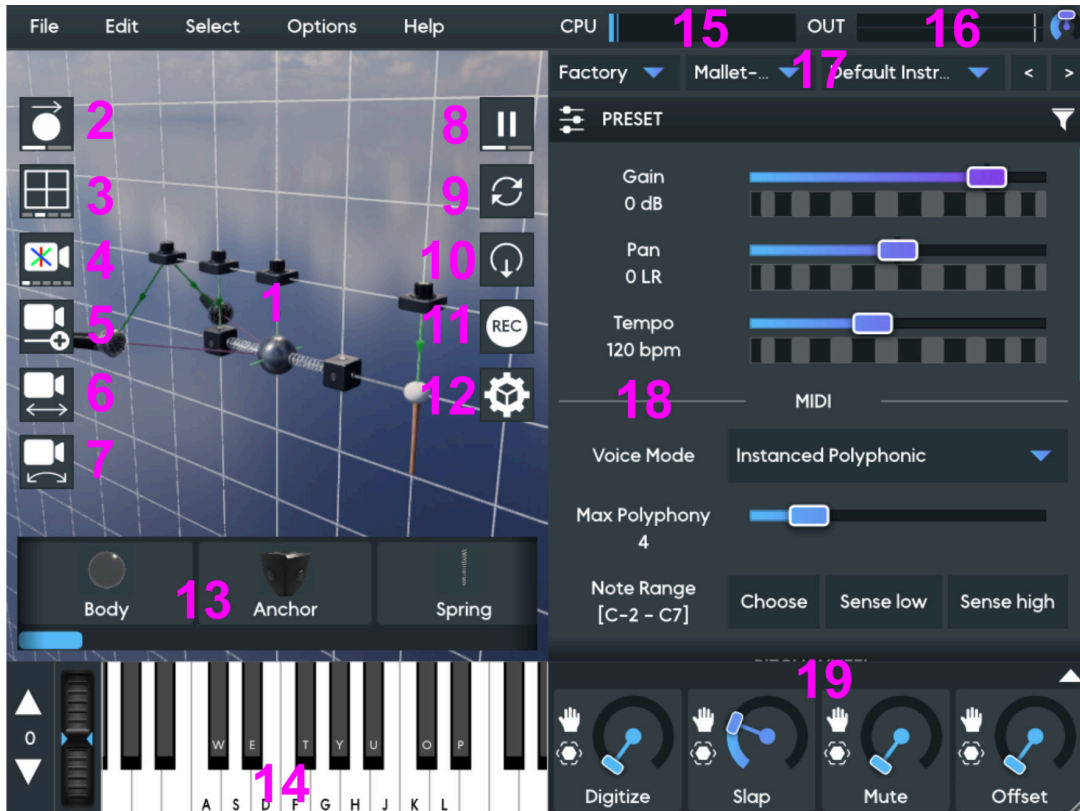 File Edit Select Options Help
CPU 15 OUT 16
17
Factory Mallet-... Default Instr... < >
PRESET
2
3
4
5
6
7
8
9
10
11 REC
12
1
Gain
0 dB
Pan
0 LR
Tempo
120 bpm
18
MIDI
Voice Mode Instanced Polyphonic
Max Polyphony
4
Note Range
[C-2 - C7]
Choose Sense low Sense high
13
Body Anchor Spring
0
W E T Y U O P
14
A S D F G H J K L
19
Digitize Slap Mute Offset